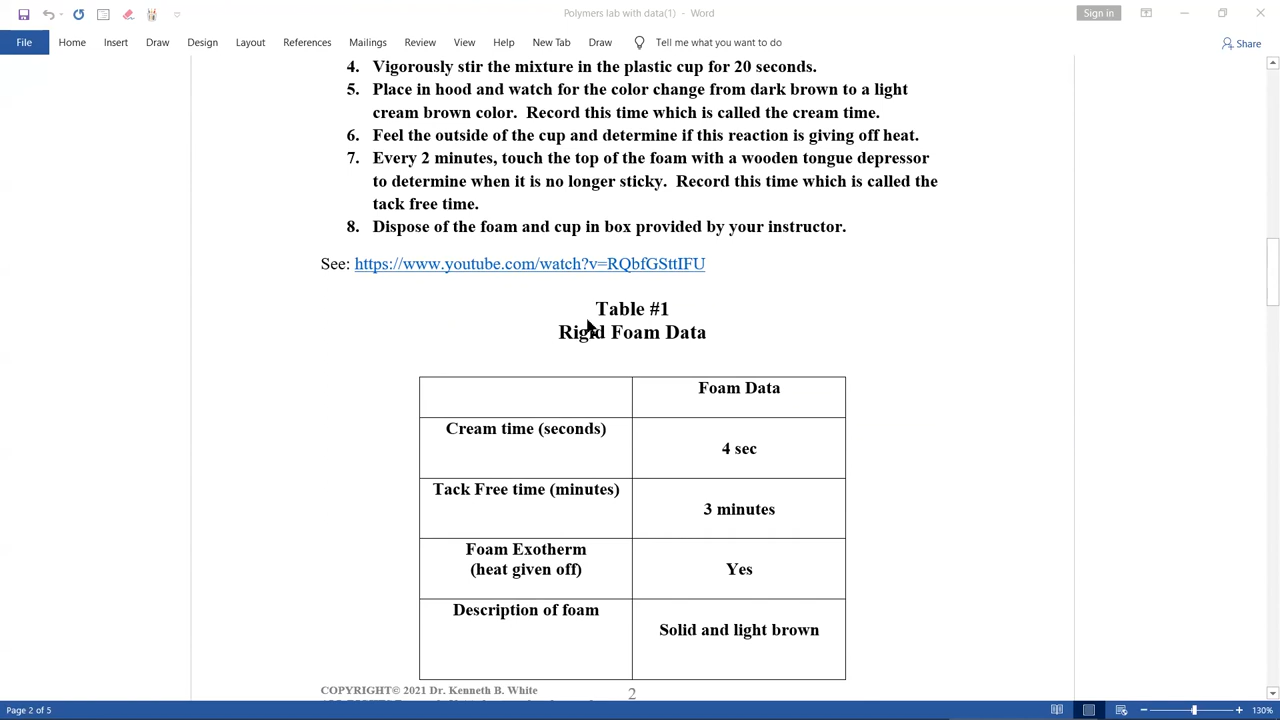 Polymers lab with data(1) - Word
Sign in
File Home Insert Draw Design Layout References Mailings Review View Help New Tab Draw Tell me what you want to do Share
4. Vigorously stir the mixture in the plastic cup for 20 seconds.
5. Place in hood and watch for the color change from dark brown to a light
cream brown color. Record this time which is called the cream time.
6. Feel the outside of the cup and determine if this reaction is giving off heat.
7. Every 2 minutes, touch the top of the foam with a wooden tongue depressor
to determine when it is no longer sticky. Record this time which is called the
tack free time.
8. Dispose of the foam and cup in box provided by your instructor.
See: https://www.youtube.com/watch?v=RQbfGSttIFU
Table #1
Rigid Foam Data
Foam Data
Cream time (seconds)
4 sec
Tack Free time (minutes)
3 minutes
Foam Exotherm
(heat given off)
Yes
Description of foam
Solid and light brown
COPYRIGHT© 2021 Dr. Kenneth B. White
2
Page 2 of 5
130%